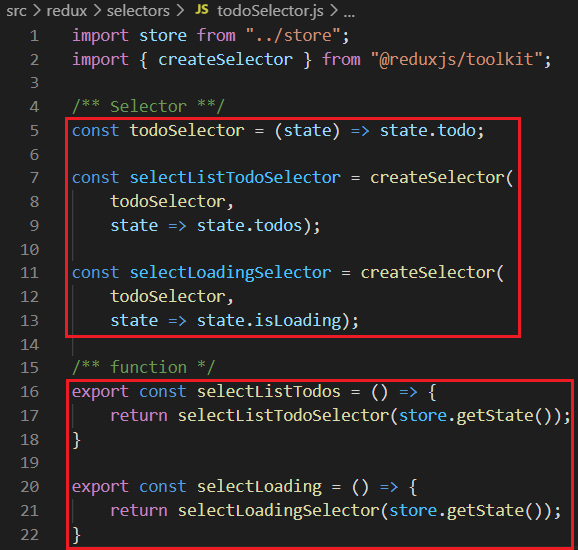 src > redux > selectors > JS todoSelector.js > ...
1 import store from "../store";
2 import { createSelector } from "@reduxjs/toolkit";
3
4 /** Selector **/
5 const todoSelector = (state) => state.todo;
6
7 const selectListTodoSelector = createSelector(
8 todoSelector,
9 state => state.todos);
10
11 const selectLoadingSelector = createSelector(
12 todoSelector,
13 state => state.isLoading);
14
15 /** function */
16 export const selectListTodos = () => {
17 return selectListTodoSelector(store.getState());
18 }
19
20 export const selectLoading = () => {
21 return selectLoadingSelector(store.getState());
22 }